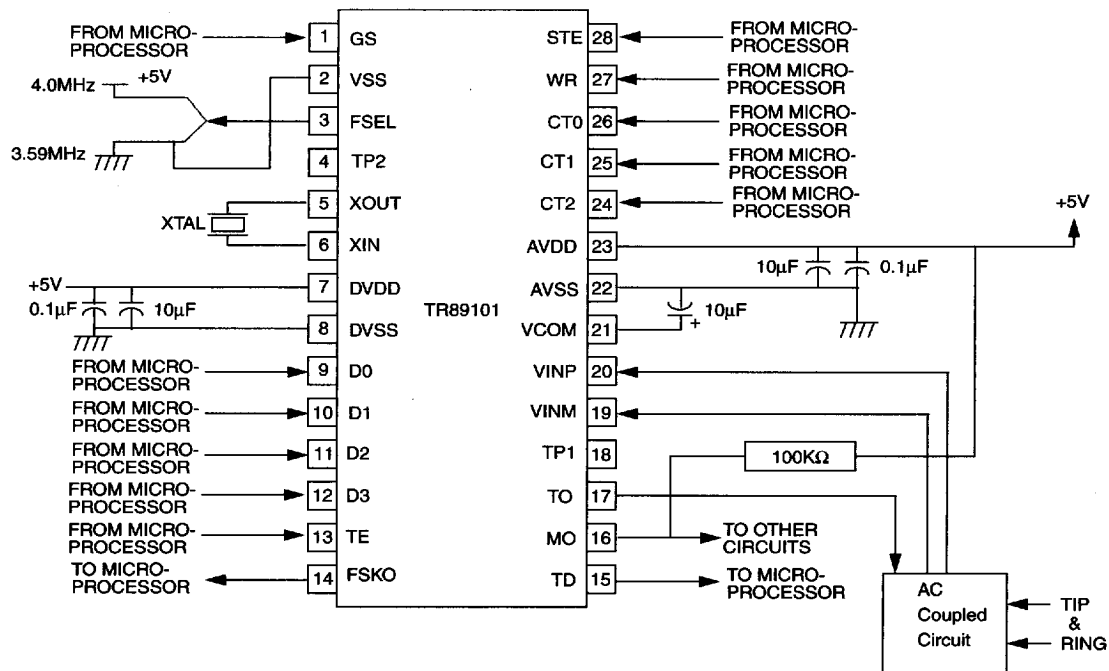 FROM MICRO-
PROCESSOR
1
GS
4.0MHz
+5V
2
VSS
3
FSEL
3.59MHz
4
TP2
XTAL
5
XOUT
6
XIN
+5V
7
DVDD
0.1µF
10µF
8
DVSS
FROM MICRO-
PROCESSOR
9
D0
FROM MICRO-
PROCESSOR
10
D1
FROM MICRO-
PROCESSOR
11
D2
FROM MICRO-
PROCESSOR
12
D3
FROM MICRO-
PROCESSOR
13
TE
TO MICRO-
PROCESSOR
14
FSKO
TR89101
STE
28
FROM MICRO-
PROCESSOR
WR
27
FROM MICRO-
PROCESSOR
CT0
26
FROM MICRO-
PROCESSOR
CT1
25
FROM MICRO-
PROCESSOR
CT2
24
FROM MICRO-
PROCESSOR
+5V
AVDD
23
10µF
0.1µF
AVSS
22
VCOM
21
+
10µF
VINP
20
VINM
19
TP1
18
100KΩ
TO
17
MO
16
TO OTHER
CIRCUITS
TD
15
TO MICRO-
PROCESSOR
AC
Coupled
Circuit
TIP
&
RING